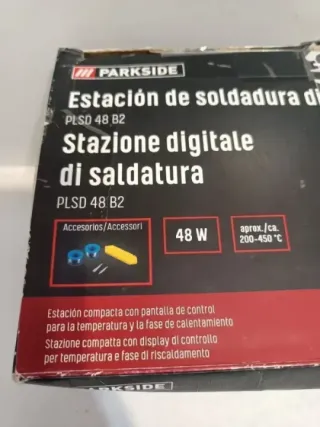 PARKSIDE
Estación de soldadura di
PLSD 48 B2
Stazione digitale
di saldatura
PLSD 48 B2
Accesorios/Accessori
48 W
aprox./ca.
200-450 °C
Estación compacta con pantalla de control
para la temperatura y la fase de calentamiento
Stazione compatta con display di controllo
per temperatura e fase di riscaldamento
PARKSIDE